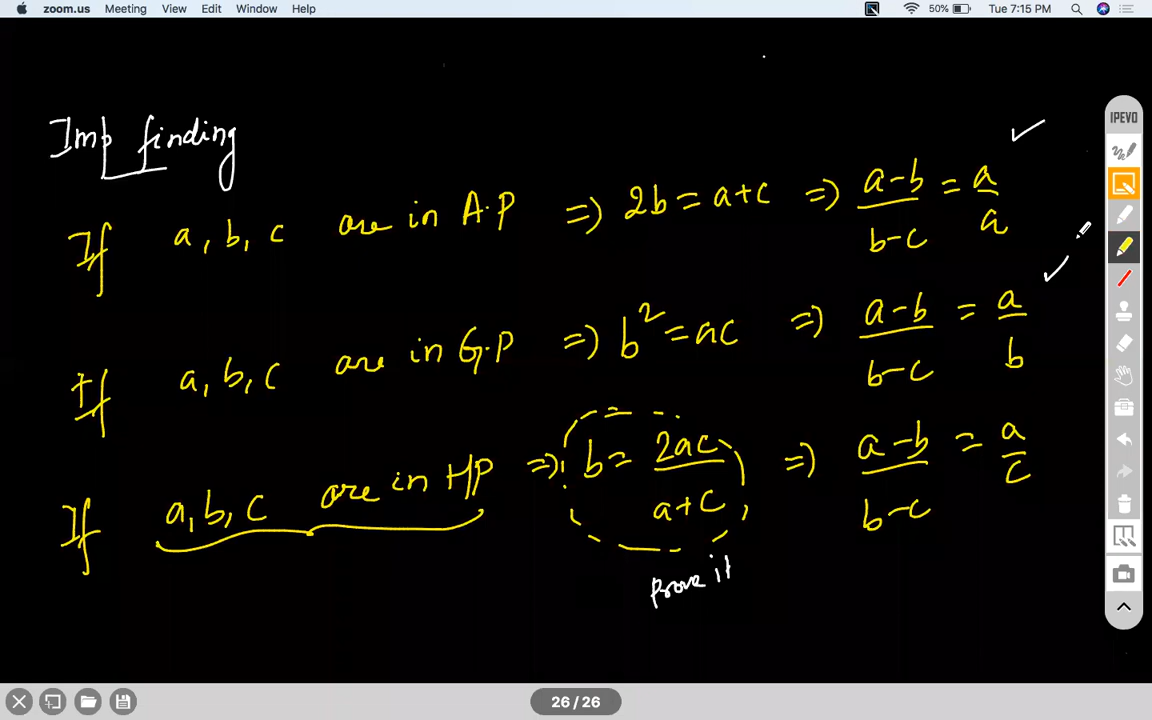 zoom.us Meeting View Edit Window Help 50% Tue 7:15 PM
IPEVO
Imp finding
If a, b, c are in A.P => 2b = a+c => (a-b)/(b-c) = a/a
If a, b, c are in G.P => b² = ac => (a-b)/(b-c) = a/b
If a, b, c are in HP => b = 2ac/(a+c) => (a-b)/(b-c) = a/c
prove it
26 / 26